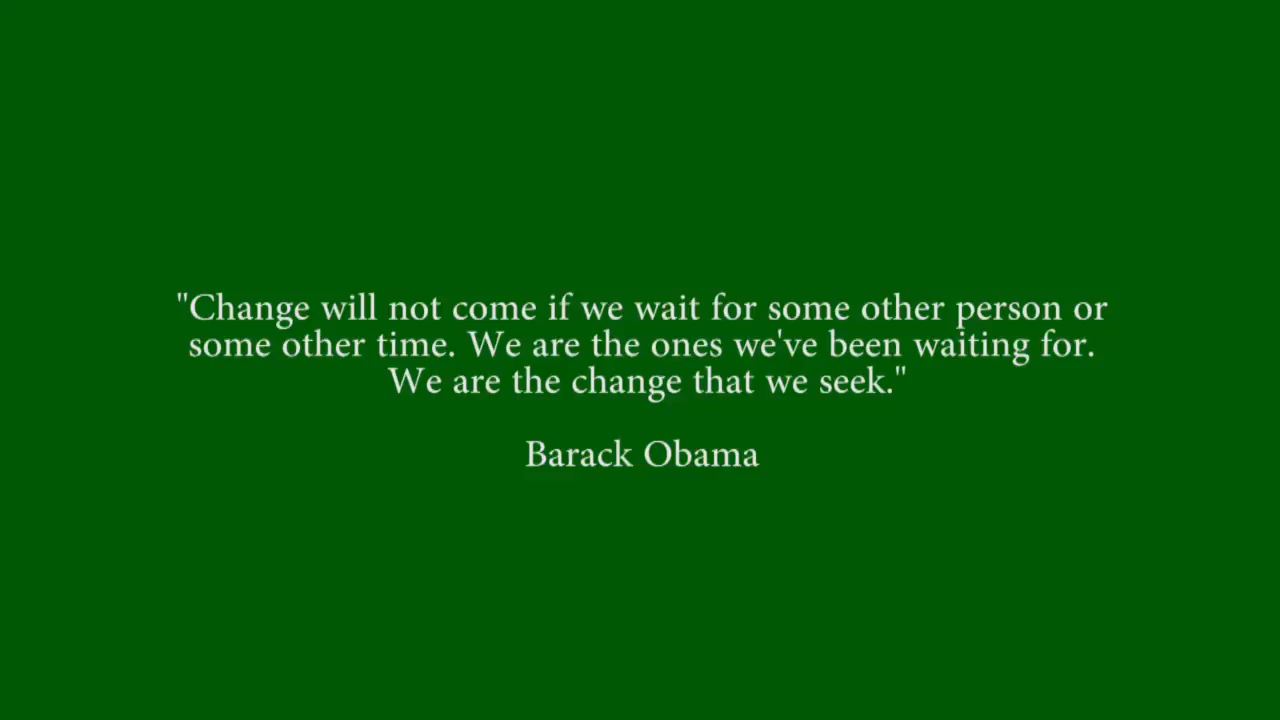 "Change will not come if we wait for some other person or
some other time. We are the ones we've been waiting for.
We are the change that we seek."
Barack Obama